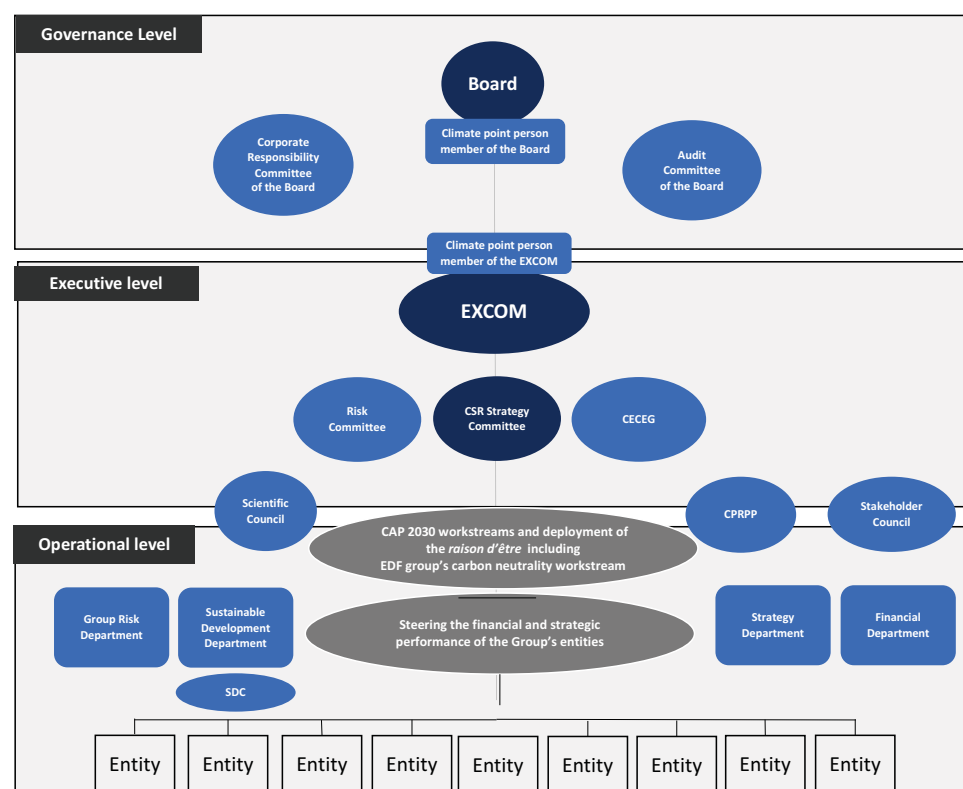 Governance Level
Board
Climate point person
member of the Board
Corporate
Responsibility
Committee
of the Board
Audit
Committee
of the Board
Climate point person
member of the EXCOM
Executive level
EXCOM
Risk
Committee
CSR Strategy
Committee
CECEG
Scientific
Council
CPRPP
Stakeholder
Council
Operational level
CAP 2030 workstreams and deployment of
the raison d’être including
EDF group’s carbon neutrality workstream
Group Risk
Department
Sustainable
Development
Department
Steering the financial and strategic
performance of the Group’s entities
Strategy
Department
Financial
Department
SDC
Entity
Entity
Entity
Entity
Entity
Entity
Entity
Entity
Entity